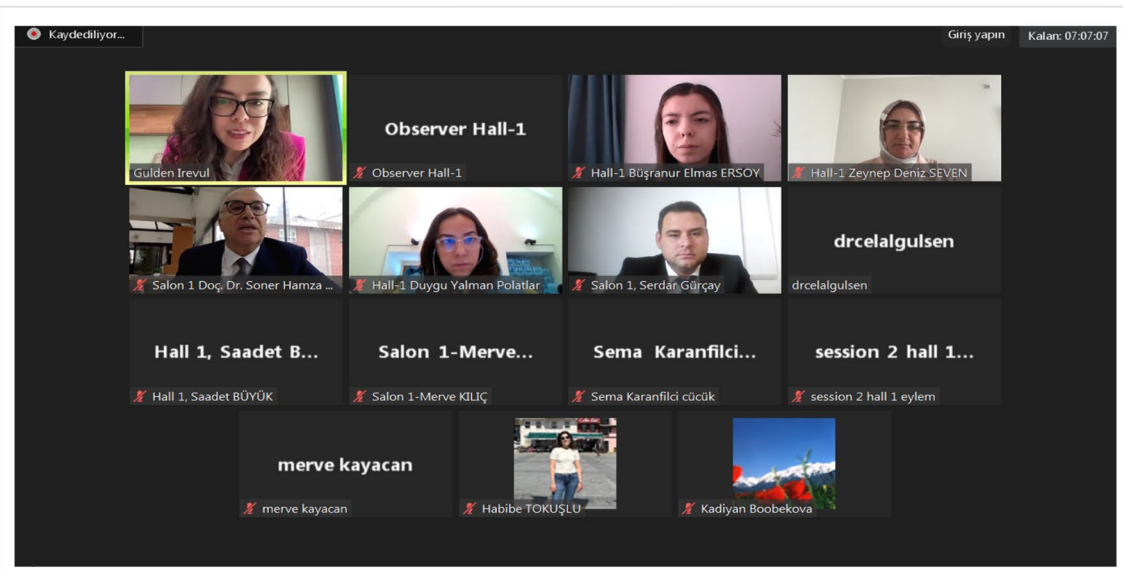 Kaydediliyor...
Giriş yapın
Kalan: 07:07:07
Gulden Irevul
Observer Hall-1
Observer Hall-1
Hall-1 Büşranur Elmas ERSOY
Hall-1 Zeynep Deniz SEVEN
Salon 1 Doç. Dr. Soner Hamza ...
Hall-1 Duygu Yalman Polatlar
Salon 1, Serdar Gürçay
drcelalgulsen
drcelalgulsen
Hall 1, Saadet B...
Hall 1, Saadet BÜYÜK
Salon 1-Merve...
Salon 1-Merve KILIÇ
Sema Karanfilci...
Sema Karanfilci cücük
session 2 hall 1...
session 2 hall 1 eylem
merve kayacan
merve kayacan
Habibe TOKUŞLU
Kadiyan Boobekova